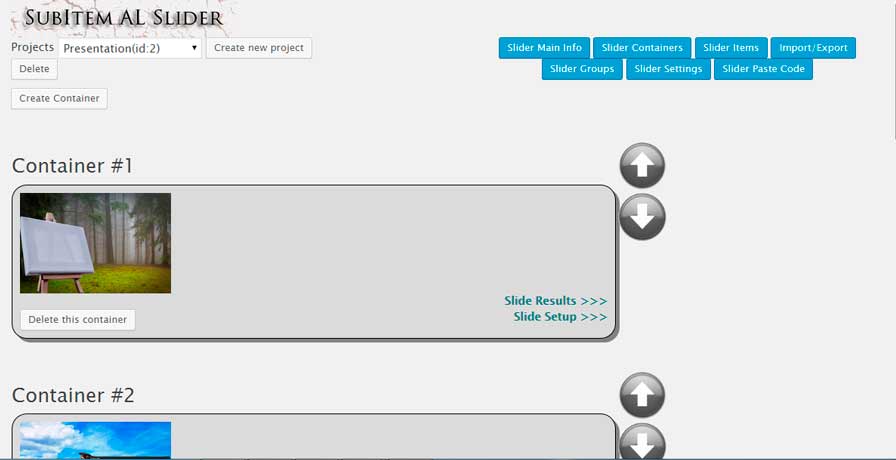 SubItem AL Slider
Projects Presentation(id:2) Create new project
Delete
Slider Main Info Slider Containers Slider Items Import/Export
Slider Groups Slider Settings Slider Paste Code
Create Container
Container #1
Slide Results >>>
Slide Setup >>>
Delete this container
Container #2